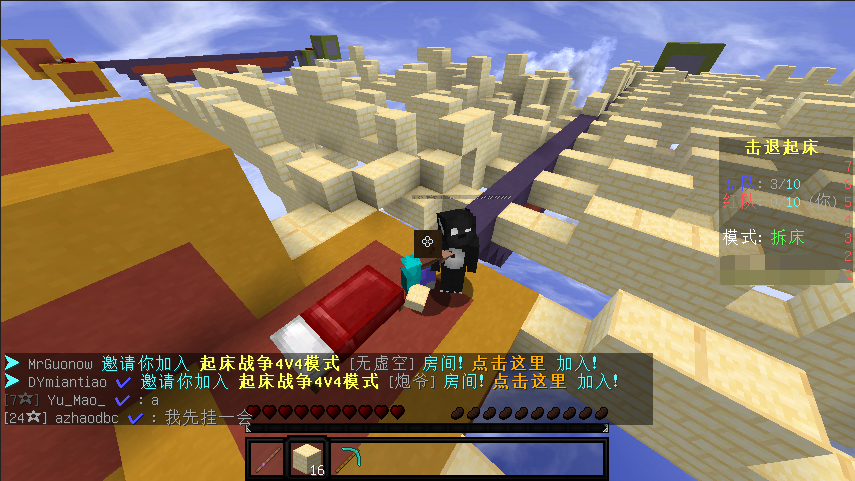 击退起床
队: 3/10
红队: /10 (你)
模式: 拆床
MrGuonow 邀请你加入 起床战争4V4模式 [无虚空] 房间! 点击这里 加入!
DYmiantiao ✔ 邀请你加入 起床战争4V4模式 [炮爷] 房间! 点击这里 加入!
[7☆] Yu_Mao_ ✔ : a
[24☆] azhaodbc ✔ : 我先挂一会
16